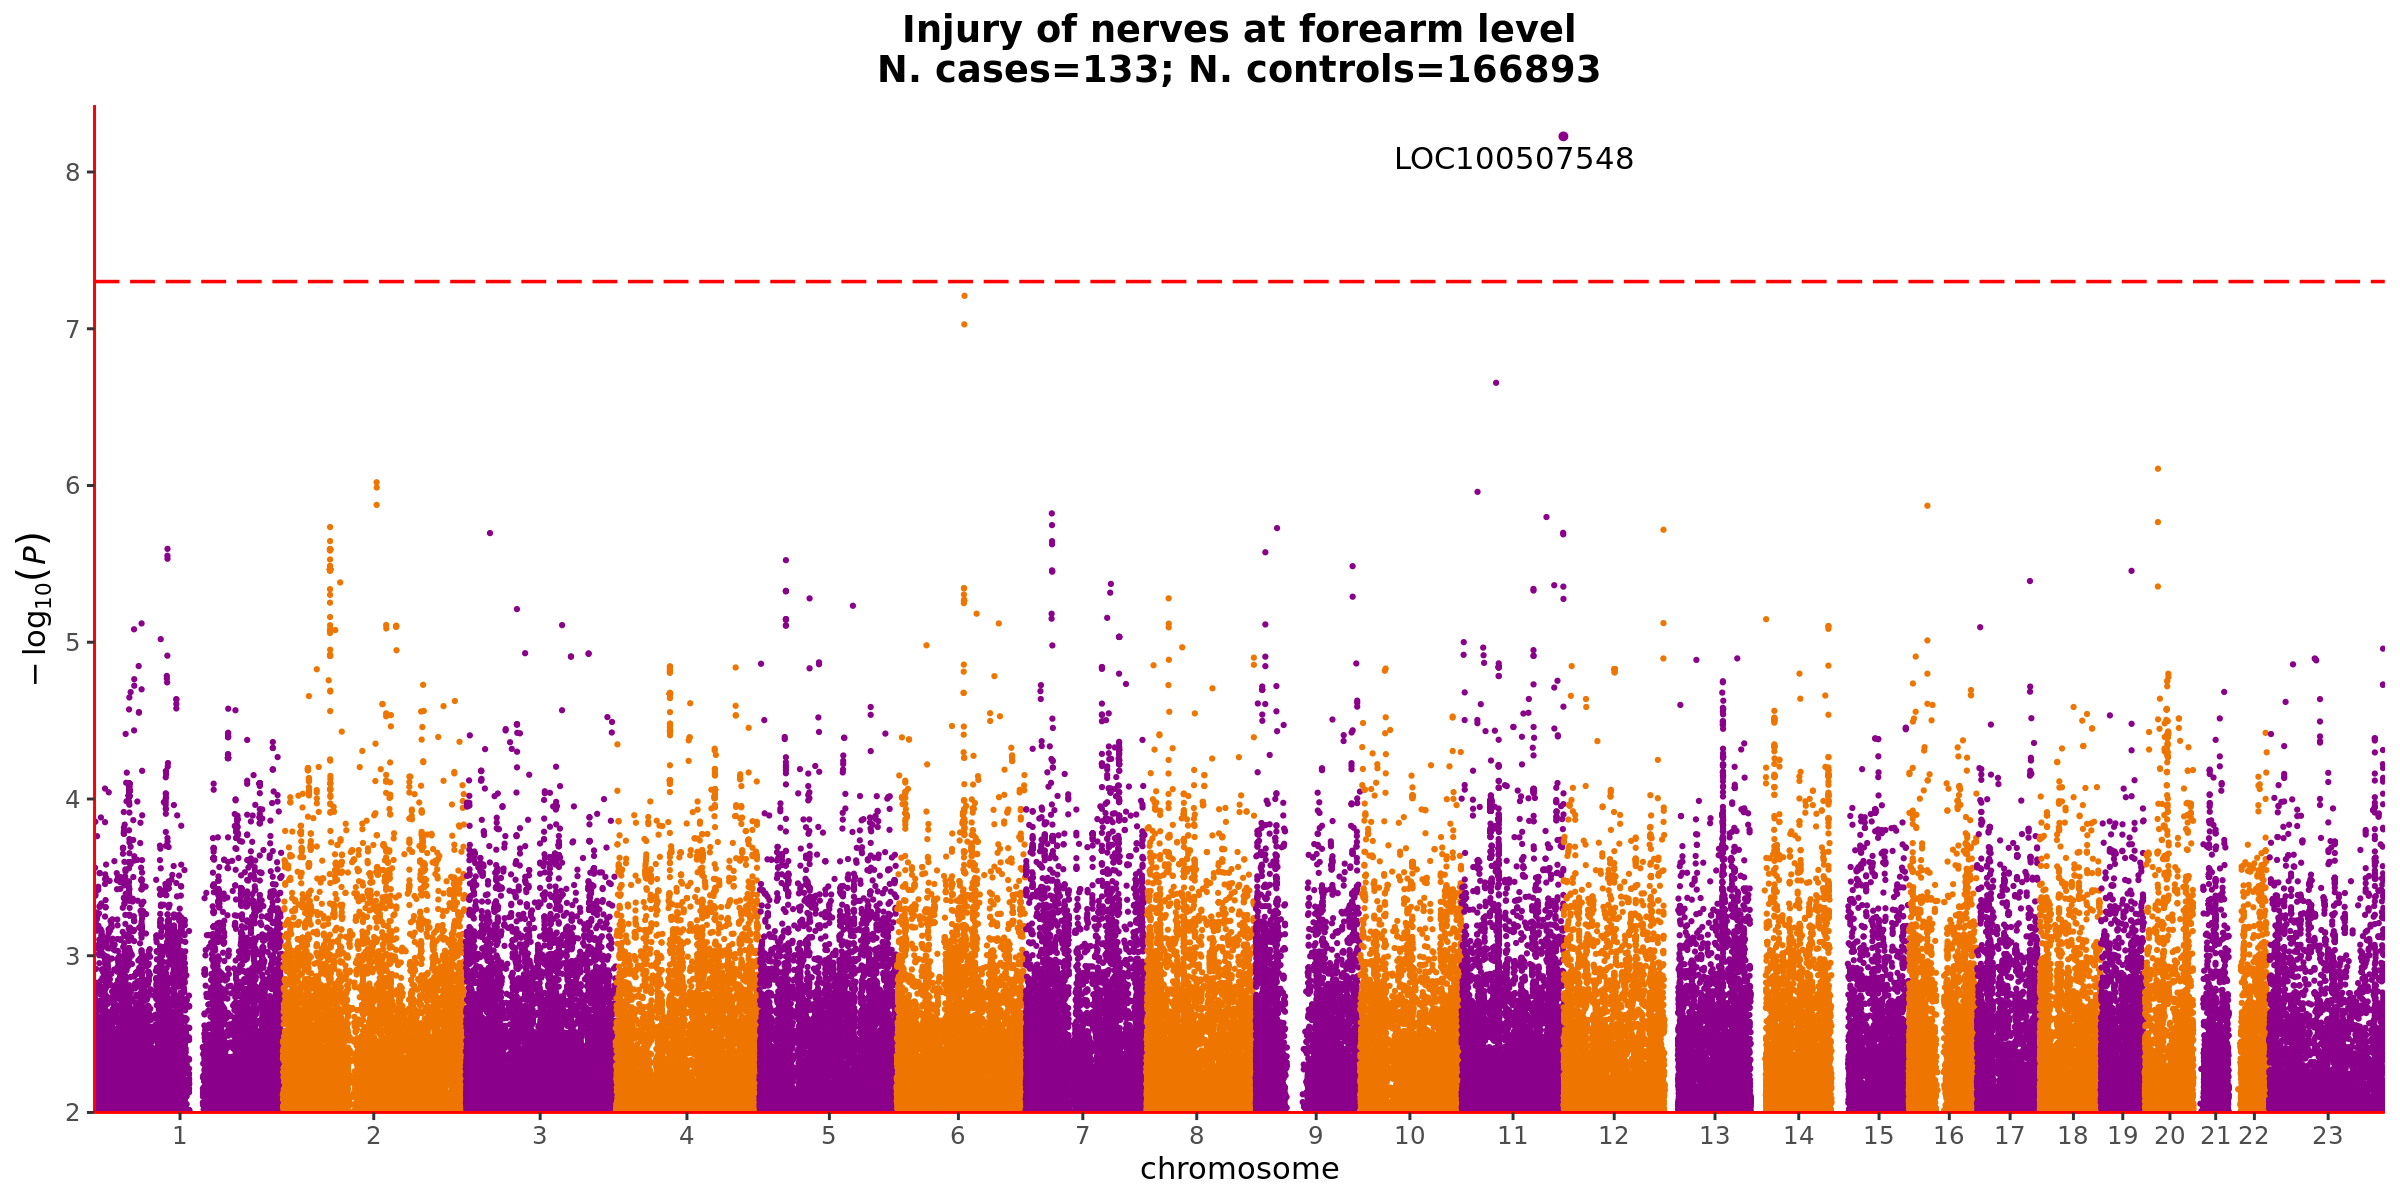 Injury of nerves at forearm level
N. cases=133; N. controls=166893
LOC100507548
8
7
6
5
4
3
2
− log10(P)
1 2 3 4 5 6 7 8 9 10 11 12 13 14 15 16 17 18 19 20 21 22 23
chromosome